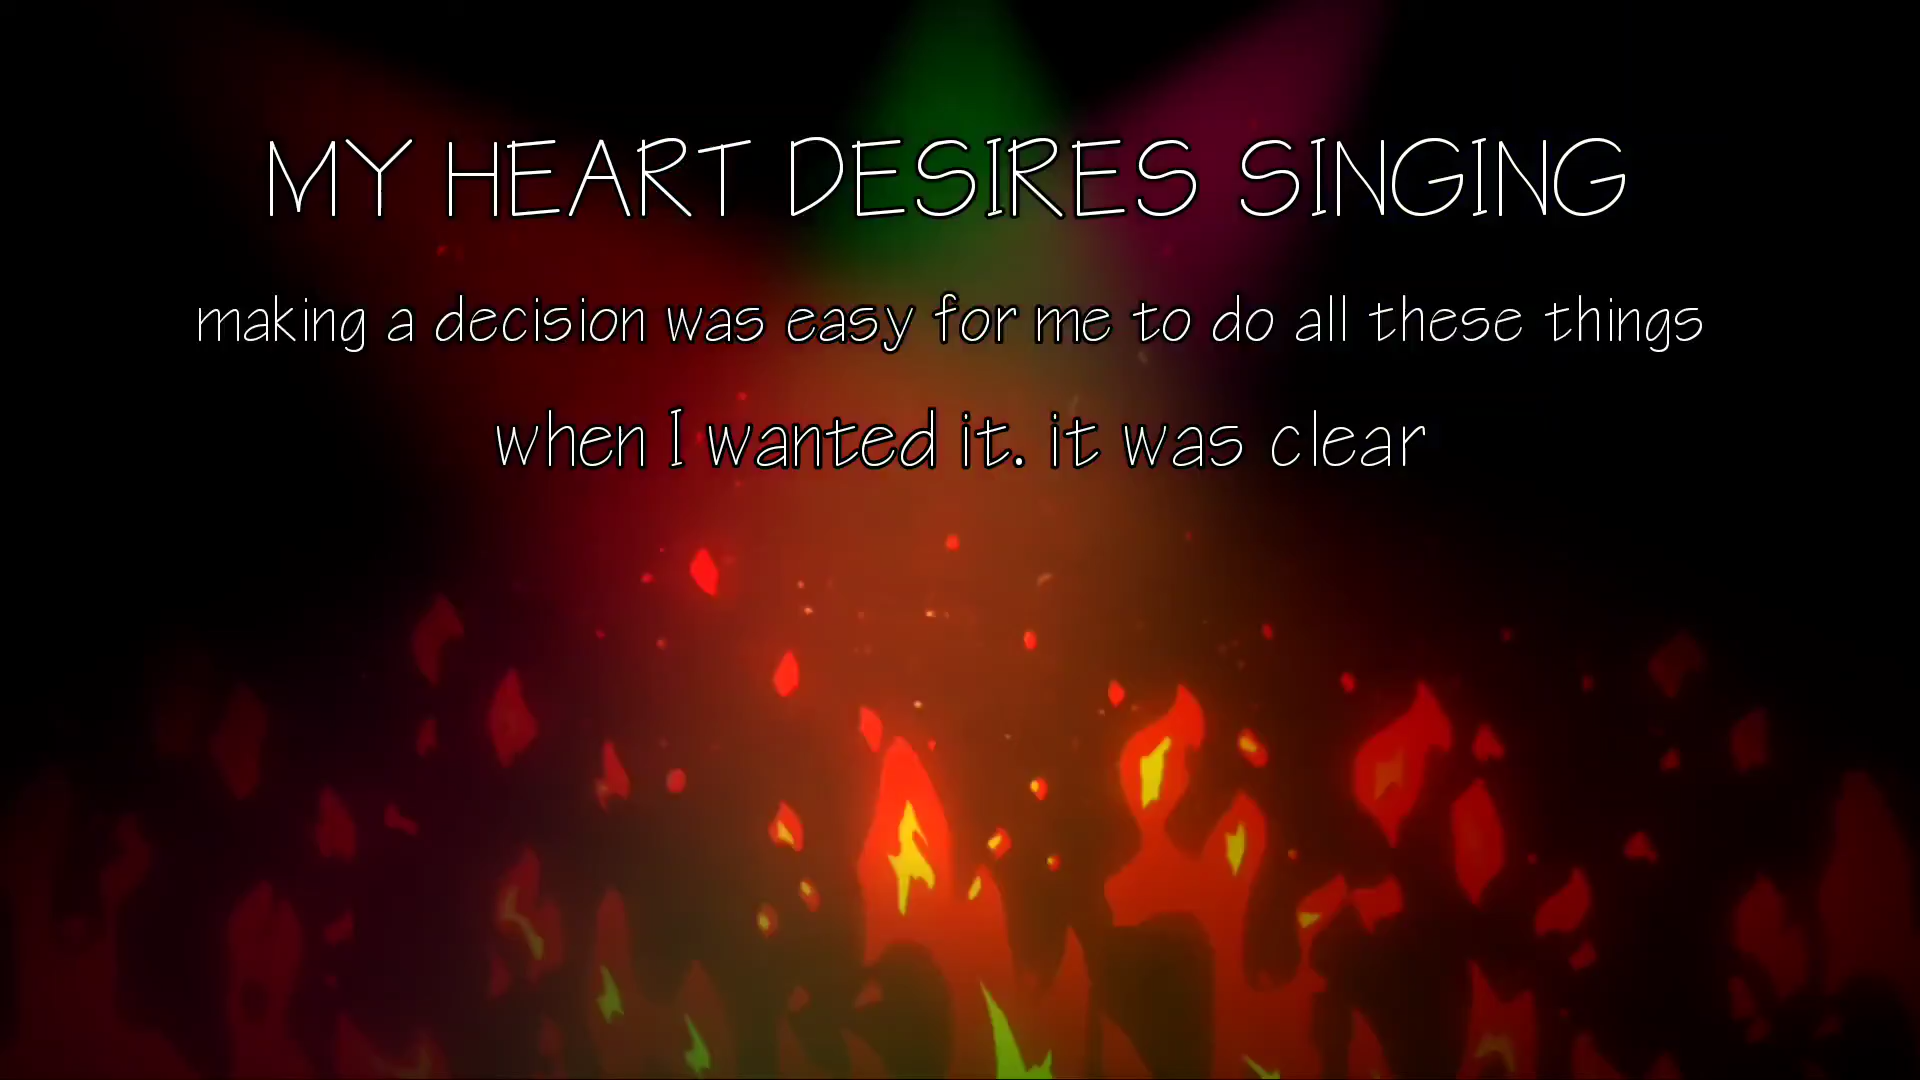 MY HEART DESIRES SINGING
making a decision was easy for me to do all these things
when I wanted it. it was clear